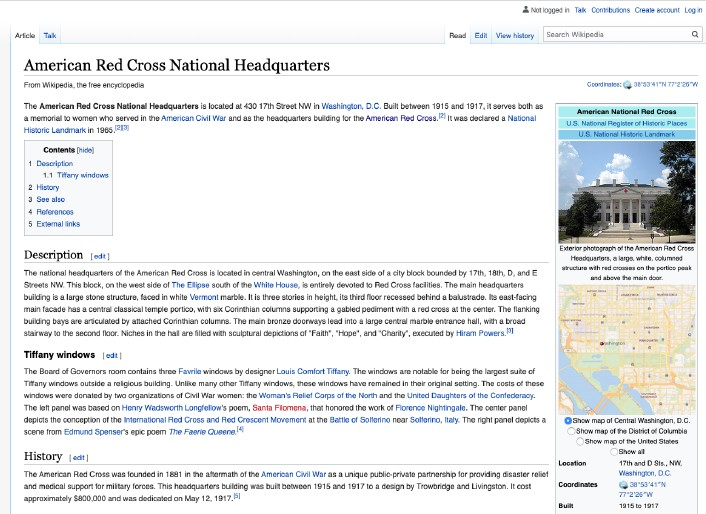 Not logged in Talk Contributions Create account Log in
Article Talk
Read Edit View history Search Wikipedia
American Red Cross National Headquarters
From Wikipedia, the free encyclopedia
Coordinates: 38°53′41″N 77°2′26″W
The American Red Cross National Headquarters is located at 430 17th Street NW in Washington, D.C. Built between 1915 and 1917, it serves both as
a memorial to women who served in the American Civil War and as the headquarters building for the American Red Cross.[2] It was declared a National
Historic Landmark in 1965.[2][3]
Contents [hide]
1 Description
1.1 Tiffany windows
2 History
3 See also
4 References
5 External links
Description [ edit ]
The national headquarters of the American Red Cross is located in central Washington, on the east side of a city block bounded by 17th, 18th, D, and E
Streets NW. This block, on the west side of The Ellipse south of the White House, is entirely devoted to Red Cross facilities. The main headquarters
building is a large stone structure, faced in white Vermont marble. It is three stories in height, its third floor recessed behind a balustrade. Its east-facing
main facade has a central classical temple portico, with six Corinthian columns supporting a gabled pediment with a red cross at the center. The flanking
building bays are articulated by attached Corinthian columns. The main bronze doorways lead into a large central marble entrance hall, with a broad
stairway to the second floor. Niches in the hall are filled with sculptural depictions of "Faith", "Hope", and "Charity", executed by Hiram Powers.[3]
Tiffany windows [ edit ]
The Board of Governors room contains three Favrile windows by designer Louis Comfort Tiffany. The windows are notable for being the largest suite of
Tiffany windows outside a religious building. Unlike many other Tiffany windows, these windows have remained in their original setting. The costs of these
windows were donated by two organizations of Civil War women: the Woman's Relief Corps of the North and the United Daughters of the Confederacy.
The left panel was based on Henry Wadsworth Longfellow's poem, Santa Filomena, that honored the work of Florence Nightingale. The center panel
depicts the conception of the International Red Cross and Red Crescent Movement at the Battle of Solferino near Solferino, Italy. The right panel depicts a
scene from Edmund Spenser's epic poem The Faerie Queene.[4]
History [ edit ]
The American Red Cross was founded in 1881 in the aftermath of the American Civil War as a unique public-private partnership for providing disaster relief
and medical support for military forces. This headquarters building was built between 1915 and 1917 to a design by Trowbridge and Livingston. It cost
approximately $800,000 and was dedicated on May 12, 1917.[5]
American National Red Cross
U.S. National Register of Historic Places
U.S. National Historic Landmark
Exterior photograph of the American Red Cross
Headquarters, a large, white, columned
structure with red crosses on the portico peak
and above the main door.
Show map of Central Washington, D.C.
Show map of the District of Columbia
Show map of the United States
Show all
Location 17th and D Sts., NW,
Washington, D.C.
Coordinates 38°53′41″N
77°2′26″W
Built 1915 to 1917